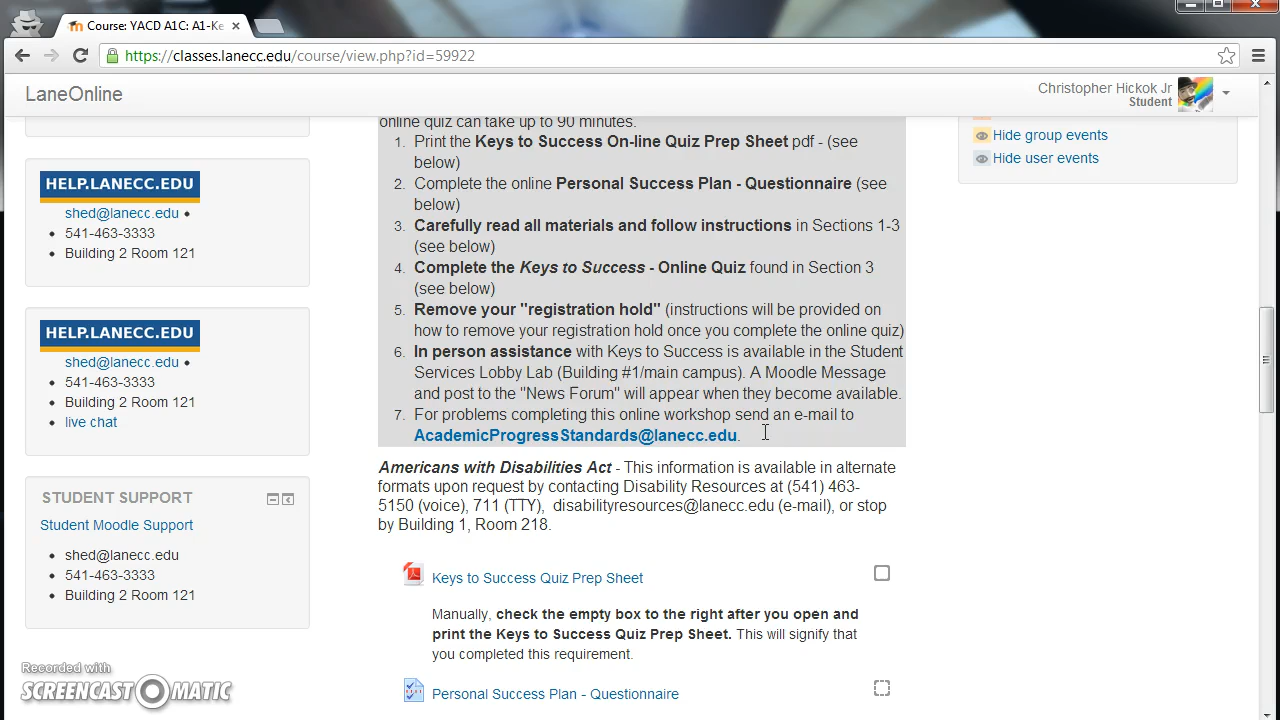 Course: YACD A1C: A1-Ke
https://classes.lanecc.edu/course/view.php?id=59922
LaneOnline
Christopher Hickok Jr
Student
HELP.LANECC.EDU
shed@lanecc.edu
541-463-3333
Building 2 Room 121
HELP.LANECC.EDU
shed@lanecc.edu
541-463-3333
Building 2 Room 121
live chat
STUDENT SUPPORT
Student Moodle Support
shed@lanecc.edu
541-463-3333
Building 2 Room 121
online quiz can take up to 90 minutes.
1. Print the Keys to Success On-line Quiz Prep Sheet pdf - (see
below)
2. Complete the online Personal Success Plan - Questionnaire (see
below)
3. Carefully read all materials and follow instructions in Sections 1-3
(see below)
4. Complete the Keys to Success - Online Quiz found in Section 3
(see below)
5. Remove your "registration hold" (instructions will be provided on
how to remove your registration hold once you complete the online quiz)
6. In person assistance with Keys to Success is available in the Student
Services Lobby Lab (Building #1/main campus). A Moodle Message
and post to the "News Forum" will appear when they become available.
7. For problems completing this online workshop send an e-mail to
AcademicProgressStandards@lanecc.edu.
Americans with Disabilities Act - This information is available in alternate
formats upon request by contacting Disability Resources at (541) 463-
5150 (voice), 711 (TTY), disabilityresources@lanecc.edu (e-mail), or stop
by Building 1, Room 218.
Keys to Success Quiz Prep Sheet
Manually, check the empty box to the right after you open and
print the Keys to Success Quiz Prep Sheet. This will signify that
you completed this requirement.
Personal Success Plan - Questionnaire
Hide group events
Hide user events
Recorded with
SCREENCAST O MATIC